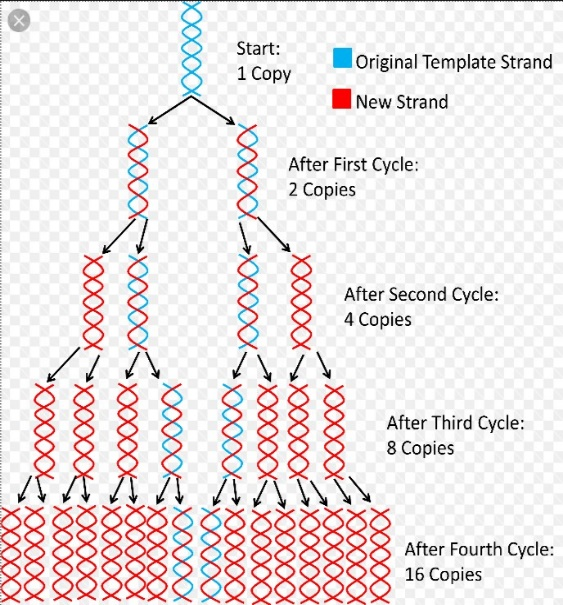 Start:
1 Copy
Original Template Strand
New Strand
After First Cycle:
2 Copies
After Second Cycle:
4 Copies
After Third Cycle:
8 Copies
After Fourth Cycle:
16 Copies